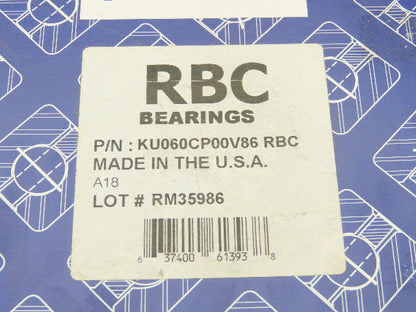 RBC
BEARINGS
P/N : KU060CP00V86 RBC
MADE IN THE U.S.A.
A18
LOT # RM35986
6 37400 61393 8